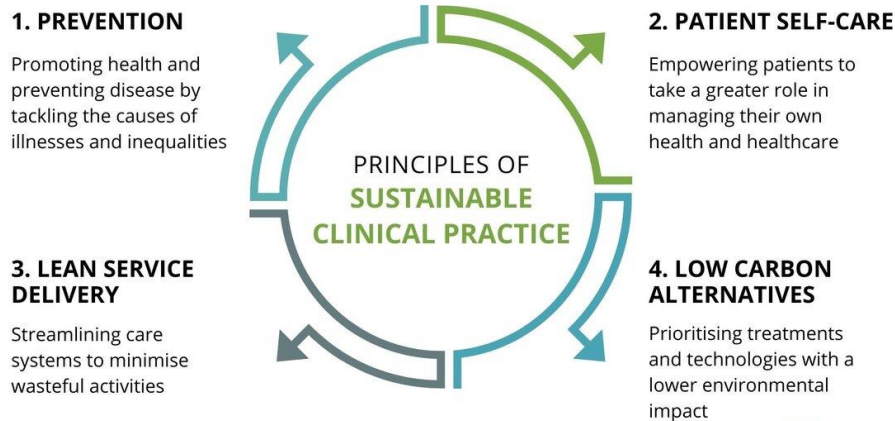 1. PREVENTION
Promoting health and
preventing disease by
tackling the causes of
illnesses and inequalities
2. PATIENT SELF-CARE
Empowering patients to
take a greater role in
managing their own
health and healthcare
PRINCIPLES OF
SUSTAINABLE
CLINICAL PRACTICE
3. LEAN SERVICE
DELIVERY
Streamlining care
systems to minimise
wasteful activities
4. LOW CARBON
ALTERNATIVES
Prioritising treatments
and technologies with a
lower environmental
impact